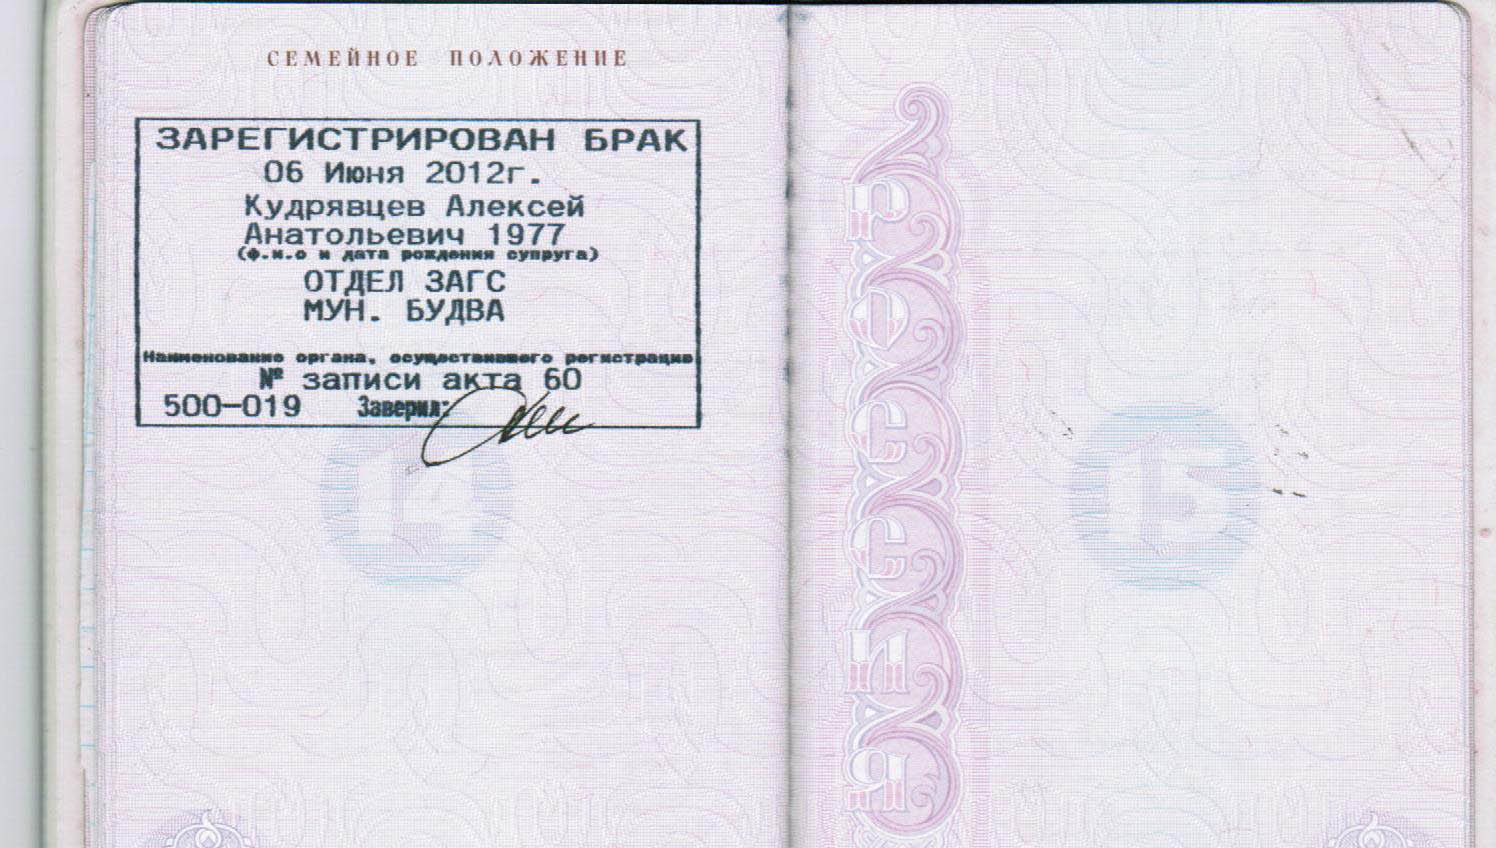 СЕМЕЙНОЕ ПОЛОЖЕНИЕ
ЗАРЕГИСТРИРОВАН БРАК
06 Июня 2012г.
Кудрявцев Алексей
Анатольевич 1977
(ф.и.о и дата рождения супруга)
ОТДЕЛ ЗАГС
МУН. БУДВА
Наименование органа, осуществившего регистрацию
№ записи акта 60
500-019 Заверил:
14
РОССИЯ
15